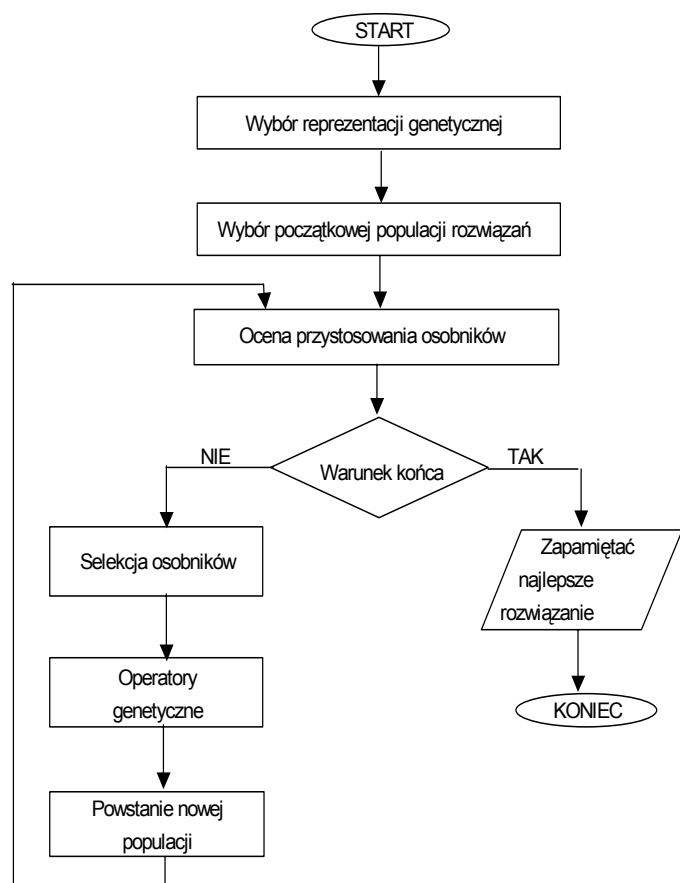 START
Wybór reprezentacji genetycznej
Wybór początkowej populacji rozwiązań
Ocena przystosowania osobników
NIE
TAK
Warunek końca
Selekcja osobników
Zapamiętać
najlepsze
rozwiązanie
Operatory
genetyczne
KONIEC
Powstanie nowej
populacji